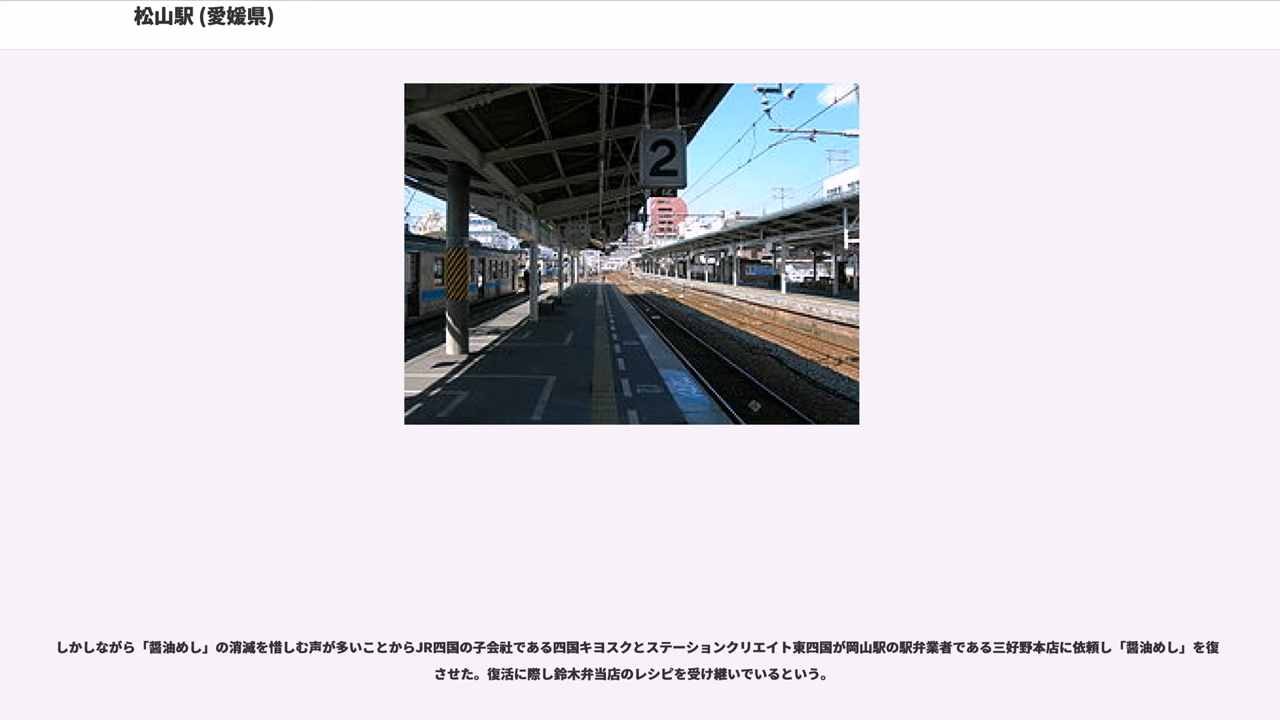 松山駅 (愛媛県)
2
しかしながら「醤油めし」の消滅を惜しむ声が多いことからJR四国の子会社である四国キヨスクとステーションクリエイト東四国が岡山駅の駅弁業者である三好野本店に依頼し「醤油めし」を復
させた。復活に際し鈴木弁当店のレシピを受け継いでいるという。